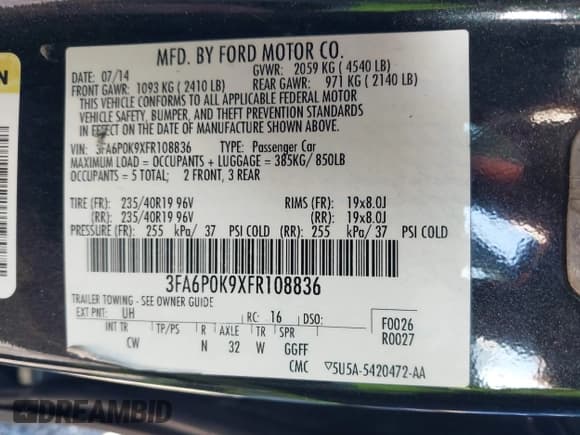 N
MFD. BY FORD MOTOR CO.
DATE: 07/14 GVWR: 2059 KG ( 4540 LB)
FRONT GAWR: 1093 KG ( 2410 LB) REAR GAWR: 971 KG ( 2140 LB)
THIS VEHICLE CONFORMS TO ALL APPLICABLE FEDERAL MOTOR
VEHICLE SAFETY, BUMPER, AND THEFT PREVENTION STANDARDS
IN EFFECT ON THE DATE OF MANUFACTURE SHOWN ABOVE.
VIN: 3FA6P0K9XFR108836 TYPE: Passenger Car
MAXIMUM LOAD = OCCUPANTS + LUGGAGE = 385KG/ 850LB
OCCUPANTS = 5 TOTAL; 2 FRONT, 3 REAR
TIRE (FR): 235/40R19 96V RIMS (FR): 19x8.0J
(RR): 235/40R19 96V (RR): 19x8.0J
PRESSURE (FR): 255 kPa/ 37 PSI COLD (RR): 255 kPa/ 37 PSI COLD
3FA6P0K9XFR108836
TRAILER TOWING - SEE OWNER GUIDE
EXT PNT: UH RC: 16 DSO: F0026
INT TR TP/PS R AXLE TR SPR R0027
CW N 32 W GGFF
CMC ▽5U5A-5420472-AA
DREAMBID